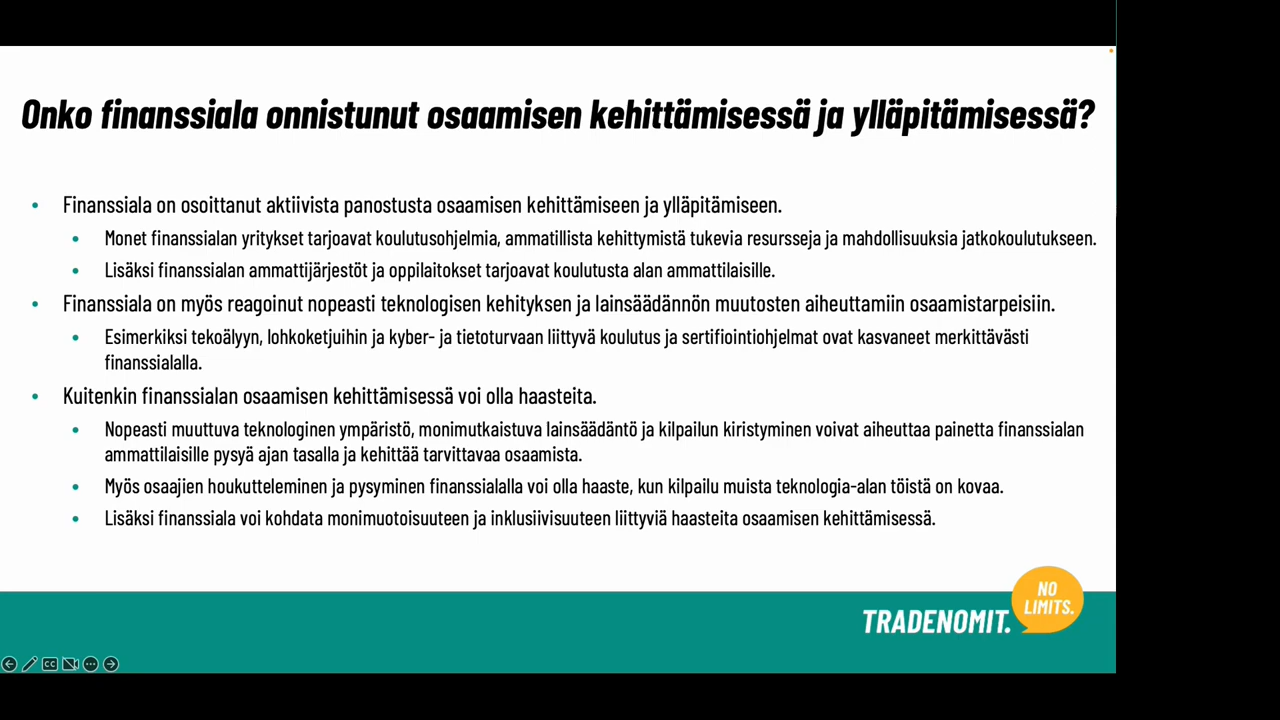 Onko finanssiala onnistunut osaamisen kehittämisessä ja ylläpitämisessä?
• Finanssiala on osoittanut aktiivista panostusta osaamisen kehittämiseen ja ylläpitämiseen.
• Monet finanssialan yritykset tarjoavat koulutusohjelmia, ammatillista kehittymistä tukevia resursseja ja mahdollisuuksia jatkokoulutukseen.
• Lisäksi finanssialan ammattijärjestöt ja oppilaitokset tarjoavat koulutusta alan ammattilaisille.
• Finanssiala on myös reagoinut nopeasti teknologisen kehityksen ja lainsäädännön muutosten aiheuttamiin osaamistarpeisiin.
• Esimerkiksi tekoälyyn, lohkoketjuihin ja kyber- ja tietoturvaan liittyvä koulutus ja sertifiointiohjelmat ovat kasvaneet merkittävästi
finanssialalla.
• Kuitenkin finanssialan osaamisen kehittämisessä voi olla haasteita.
• Nopeasti muuttuva teknologinen ympäristö, monimutkaistuva lainsäädäntö ja kilpailun kiristyminen voivat aiheuttaa painetta finanssialan
ammattilaisille pysyä ajan tasalla ja kehittää tarvittavaa osaamista.
• Myös osaajien houkutteleminen ja pysyminen finanssialalla voi olla haaste, kun kilpailu muista teknologia-alan töistä on kovaa.
• Lisäksi finanssiala voi kohdata monimuotoisuuteen ja inklusiivisuuteen liittyviä haasteita osaamisen kehittämisessä.
NO
LIMITS.
TRADENOMIT.
CC